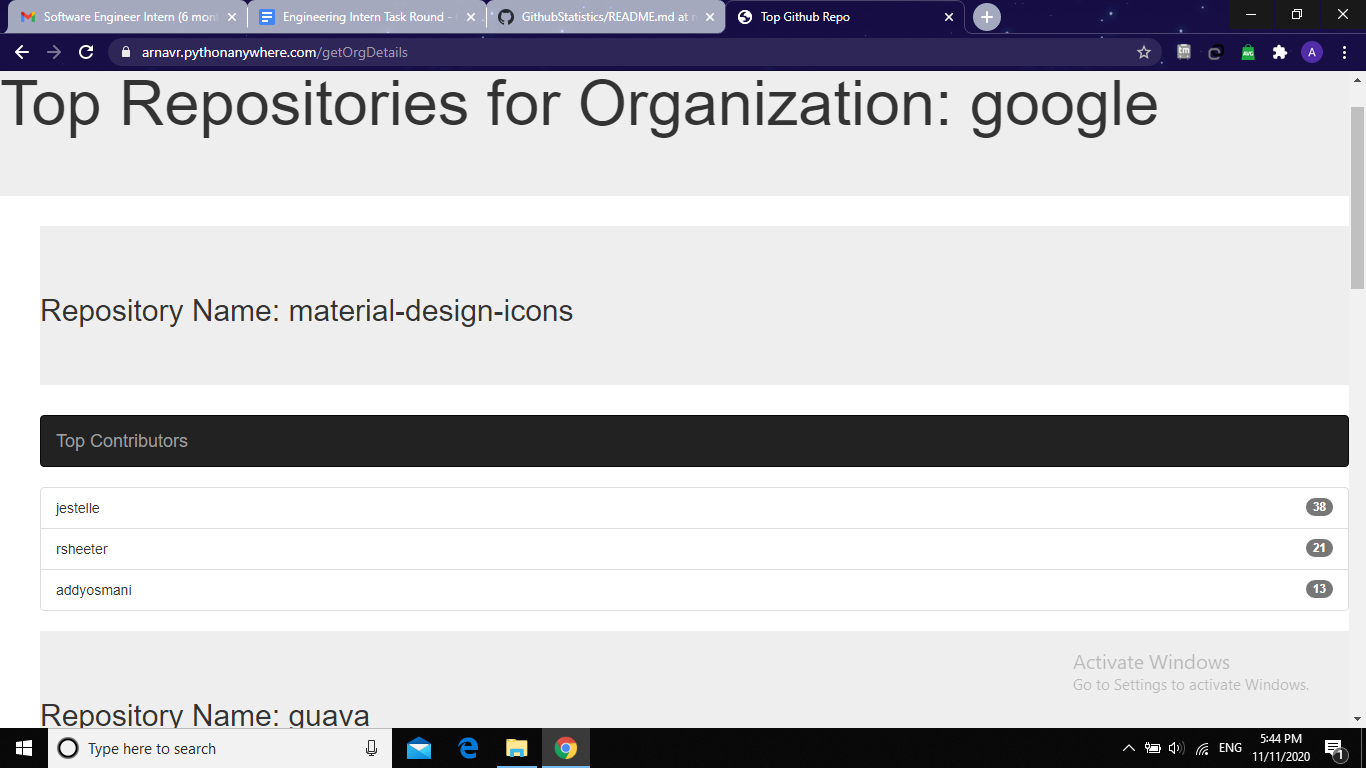 Software Engineer Intern (6 mon
Engineering Intern Task Round -
GithubStatistics/README.md at
Top Github Repo
arnavr.pythonanywhere.com/getOrgDetails
AVG
A
Top Repositories for Organization: google
Repository Name: material-design-icons
Top Contributors
jestelle 38
rsheeter 21
addyosmani 13
Repository Name: guava
Activate Windows
Go to Settings to activate Windows.
Type here to search
ENG
5:44 PM
11/11/2020
1